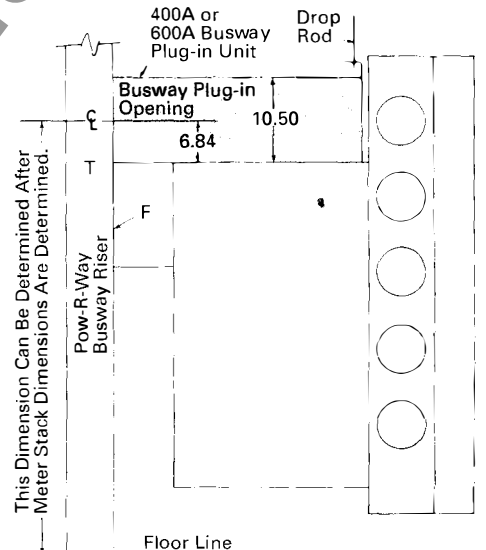 400A or
600A Busway
Plug-in Unit
Drop
Rod
Busway Plug-in
Opening
10.50
℄
6.84
T
F
Pow-R-Way
Busway Riser
This Dimension Can Be Determined After
Meter Stack Dimensions Are Determined.
Floor Line